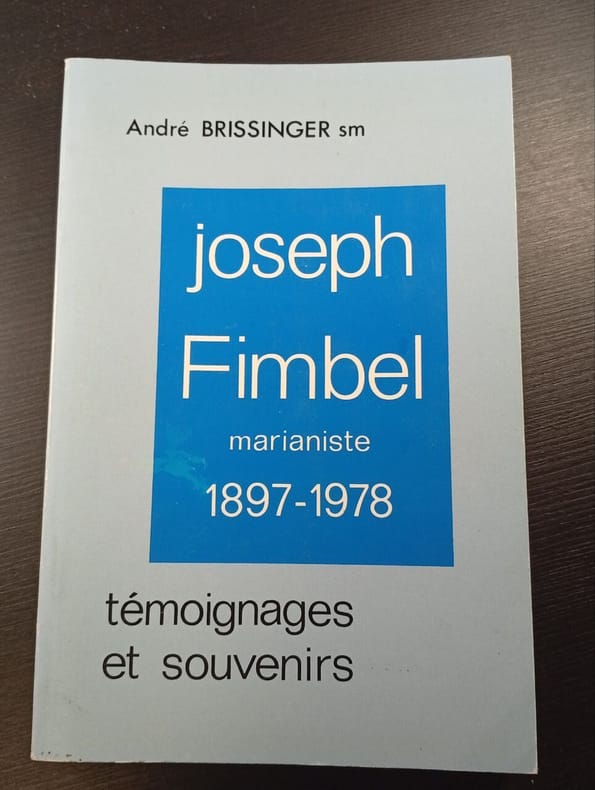 André BRISSINGER sm
joseph
Fimbel
marianiste
1897-1978
témoignages
et souvenirs